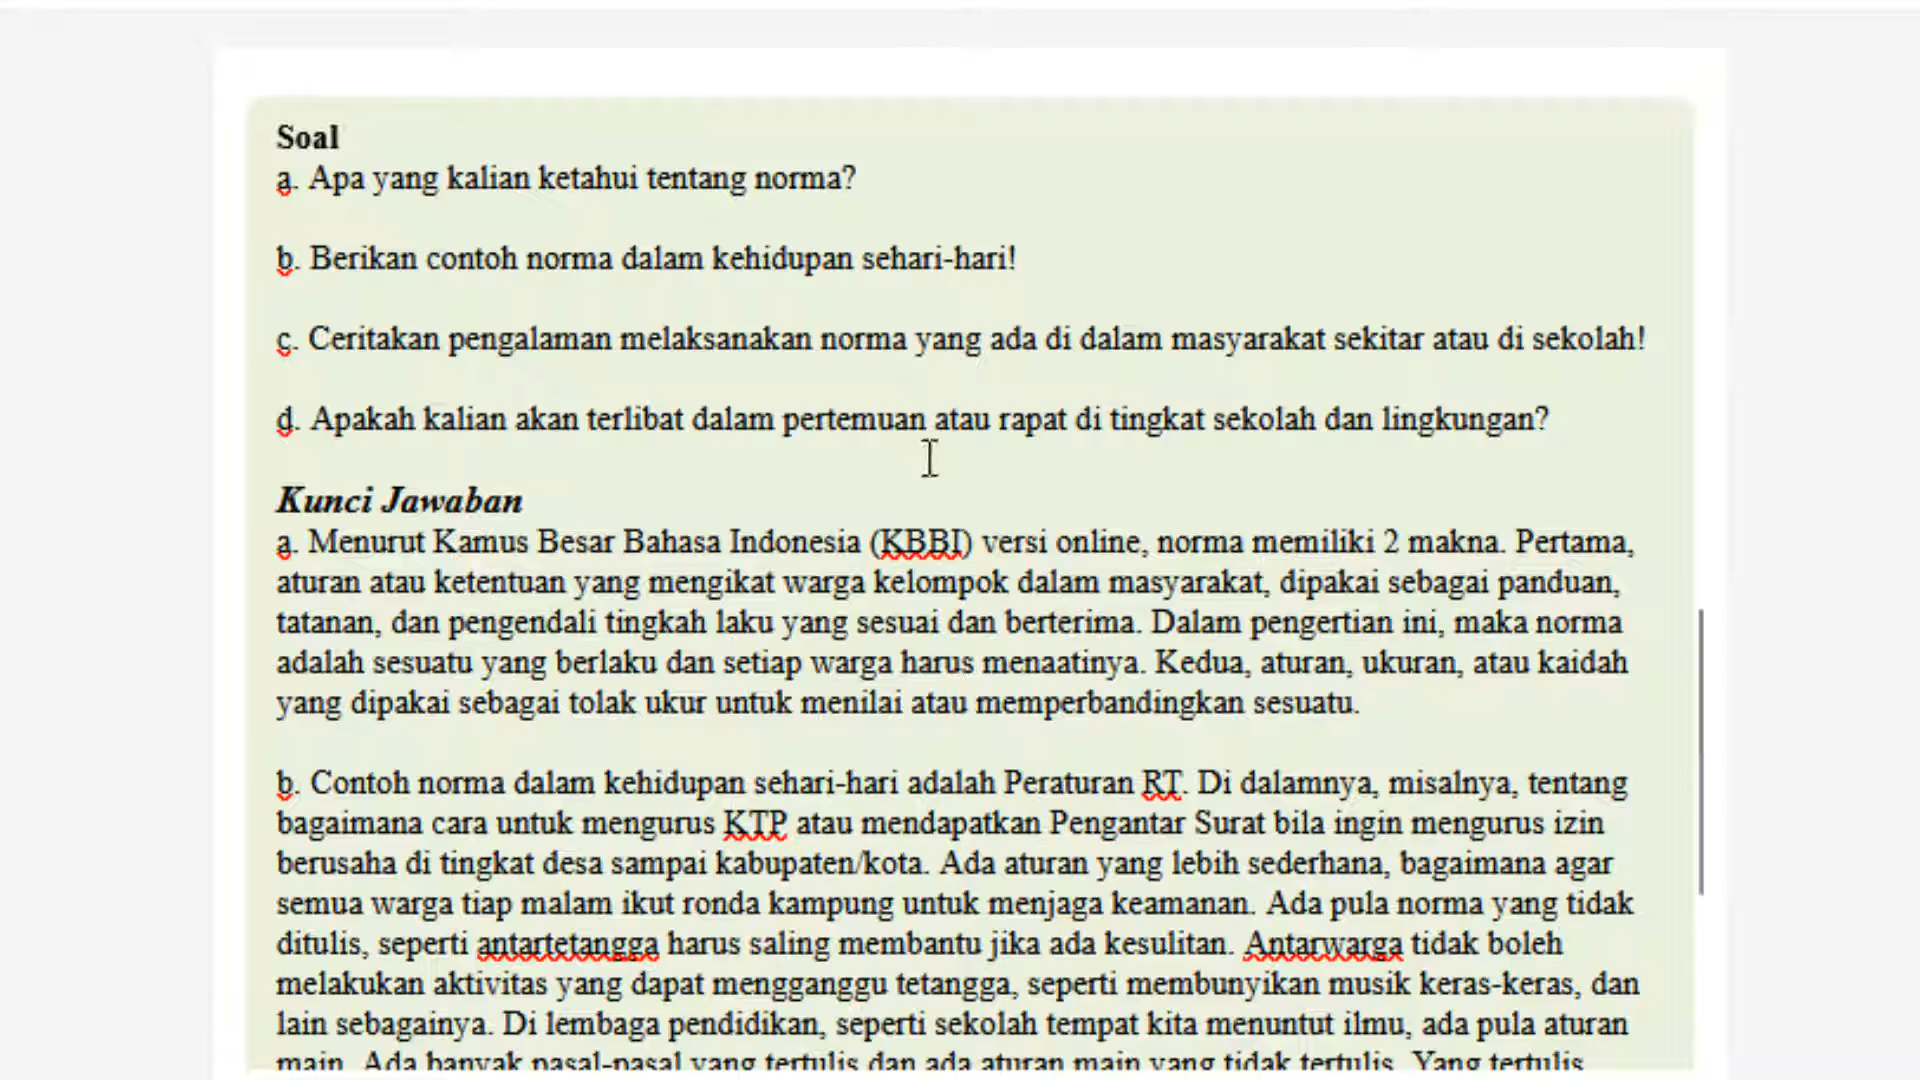 Soal
a. Apa yang kalian ketahui tentang norma?
b. Berikan contoh norma dalam kehidupan sehari-hari!
c. Ceritakan pengalaman melaksanakan norma yang ada di dalam masyarakat sekitar atau di sekolah!
d. Apakah kalian akan terlibat dalam pertemuan atau rapat di tingkat sekolah dan lingkungan?
Kunci Jawaban
a. Menurut Kamus Besar Bahasa Indonesia (KBBI) versi online, norma memiliki 2 makna. Pertama,
aturan atau ketentuan yang mengikat warga kelompok dalam masyarakat, dipakai sebagai panduan,
tatanan, dan pengendali tingkah laku yang sesuai dan berterima. Dalam pengertian ini, maka norma
adalah sesuatu yang berlaku dan setiap warga harus menaatinya. Kedua, aturan, ukuran, atau kaidah
yang dipakai sebagai tolak ukur untuk menilai atau memperbandingkan sesuatu.
b. Contoh norma dalam kehidupan sehari-hari adalah Peraturan RT. Di dalamnya, misalnya, tentang
bagaimana cara untuk mengurus KTP atau mendapatkan Pengantar Surat bila ingin mengurus izin
berusaha di tingkat desa sampai kabupaten/kota. Ada aturan yang lebih sederhana, bagaimana agar
semua warga tiap malam ikut ronda kampung untuk menjaga keamanan. Ada pula norma yang tidak
ditulis, seperti antartetangga harus saling membantu jika ada kesulitan. Antarwarga tidak boleh
melakukan aktivitas yang dapat mengganggu tetangga, seperti membunyikan musik keras-keras, dan
lain sebagainya. Di lembaga pendidikan, seperti sekolah tempat kita menuntut ilmu, ada pula aturan
main. Ada banyak pasal-pasal yang tertulis dan ada aturan main yang tidak tertulis. Yang tertulis